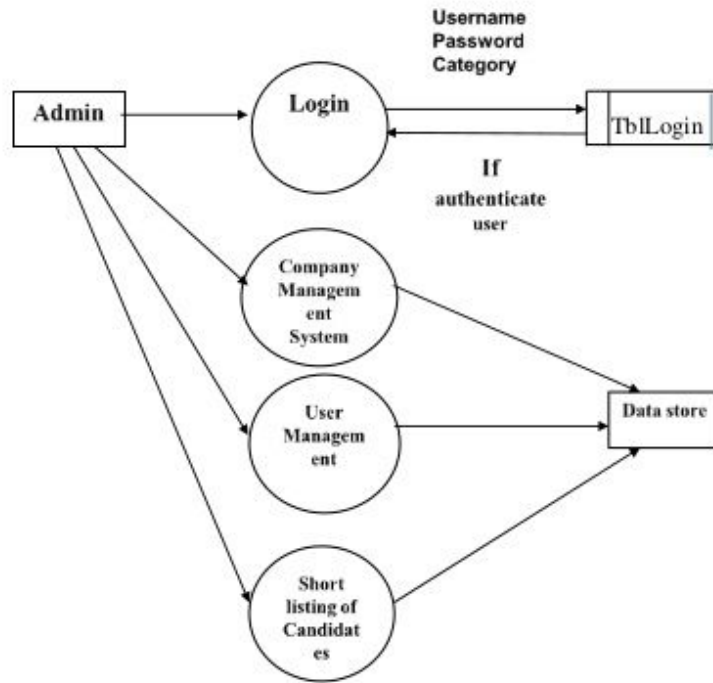 Username
Password
Category
Admin
Login
TblLogin
If
authenticate
user
Company
Managem
ent
System
User
Managem
ent
Data store
Short
listing of
Candidat
es